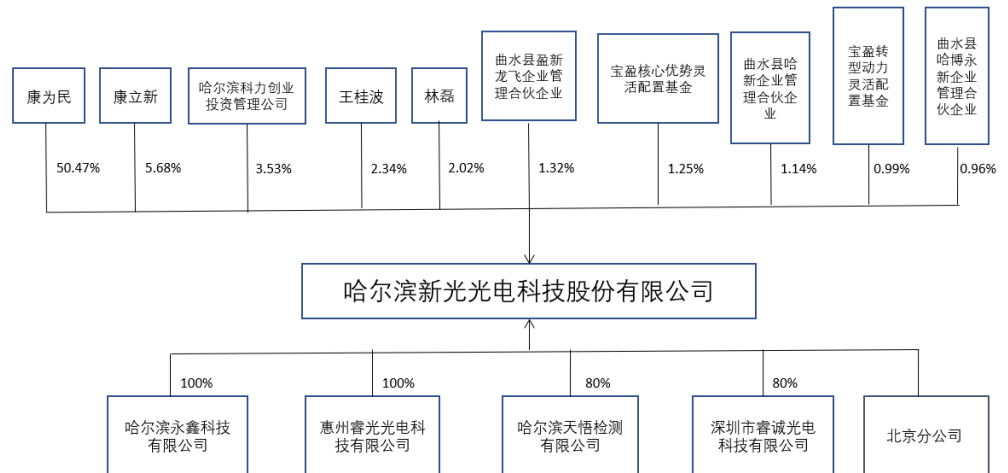 康为民
康立新
哈尔滨科力创业
投资管理公司
王桂波
林磊
曲水县盈新
龙飞企业管
理合伙企业
宝盈核心优势灵
活配置基金
曲水县哈
新企业管
理合伙企
业
宝盈转
型动力
灵活配
置基金
曲水县
哈博永
新企业
管理合
伙企业
50.47%
5.68%
3.53%
2.34%
2.02%
1.32%
1.25%
1.14%
0.99%
0.96%
哈尔滨新光光电科技股份有限公司
100%
100%
80%
80%
哈尔滨永鑫科技
有限公司
惠州睿光光电科
技有限公司
哈尔滨天悟检测
有限公司
深圳市睿诚光电
科技有限公司
北京分公司